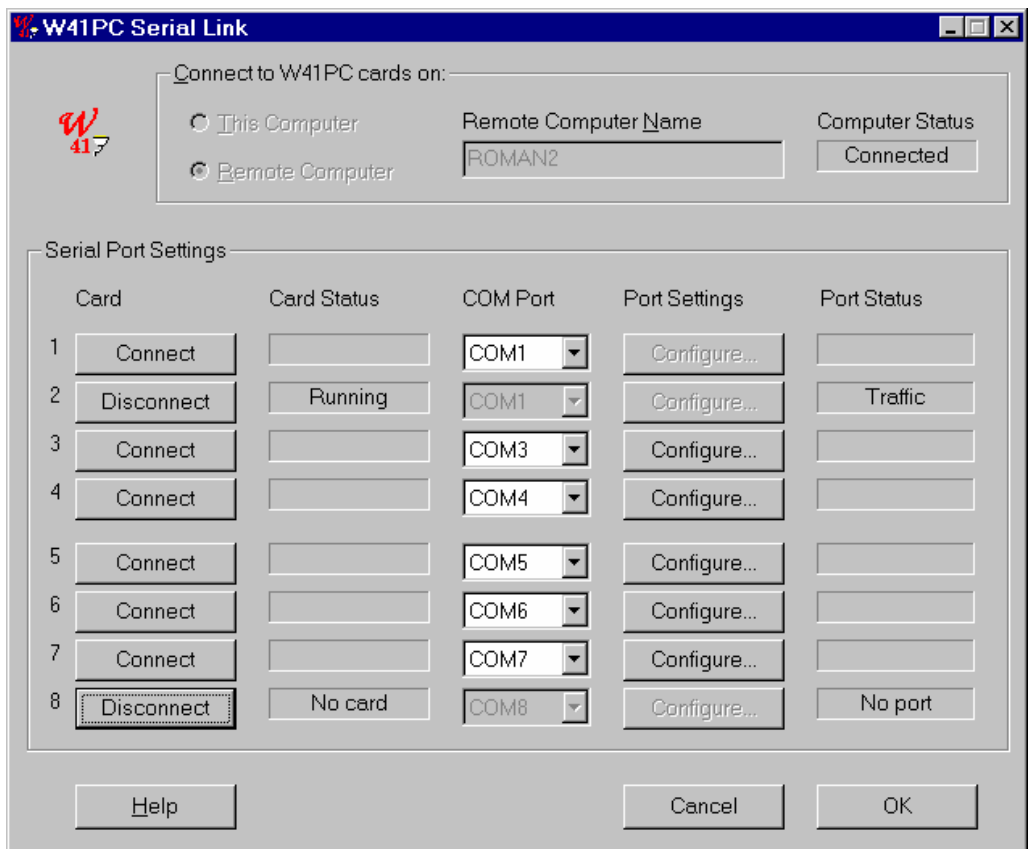 W41PC Serial Link
Connect to W41PC cards on:
W 41
This Computer
Remote Computer Name
Computer Status
ROMAN2
Connected
Remote Computer
Serial Port Settings
Card Card Status COM Port Port Settings Port Status
1 Connect COM1 Configure...
2 Disconnect Running COM1 Configure... Traffic
3 Connect COM3 Configure...
4 Connect COM4 Configure...
5 Connect COM5 Configure...
6 Connect COM6 Configure...
7 Connect COM7 Configure...
8 Disconnect No card COM8 Configure... No port
Help Cancel OK